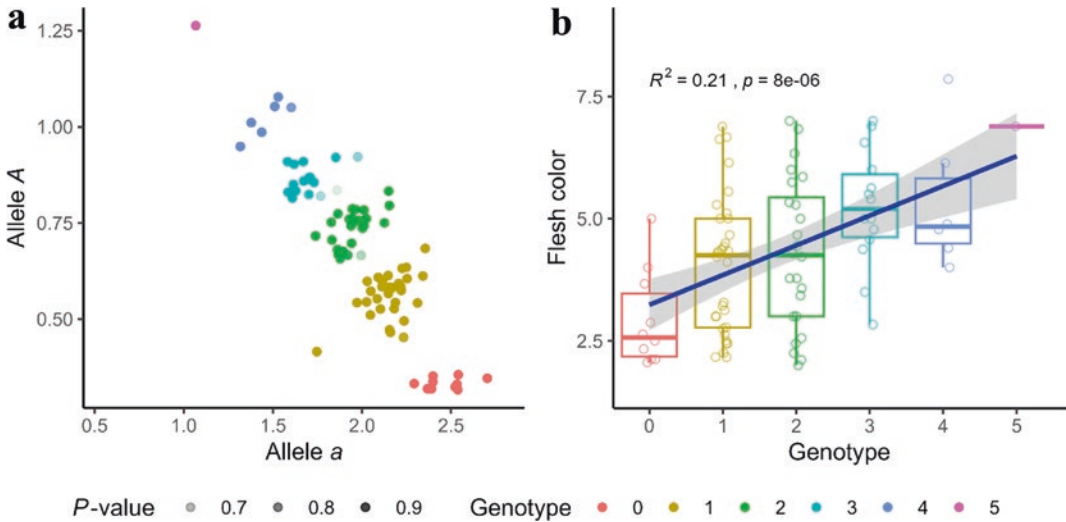 a
1.25
1.00
0.75
0.50
Allele A
0.5 1.0 1.5 2.0 2.5
Allele a
b
R² = 0.21 , p = 8e-06
7.5
5.0
2.5
Flesh color
0 1 2 3 4 5
Genotype
P-value 0.7 0.8 0.9 Genotype 0 1 2 3 4 5